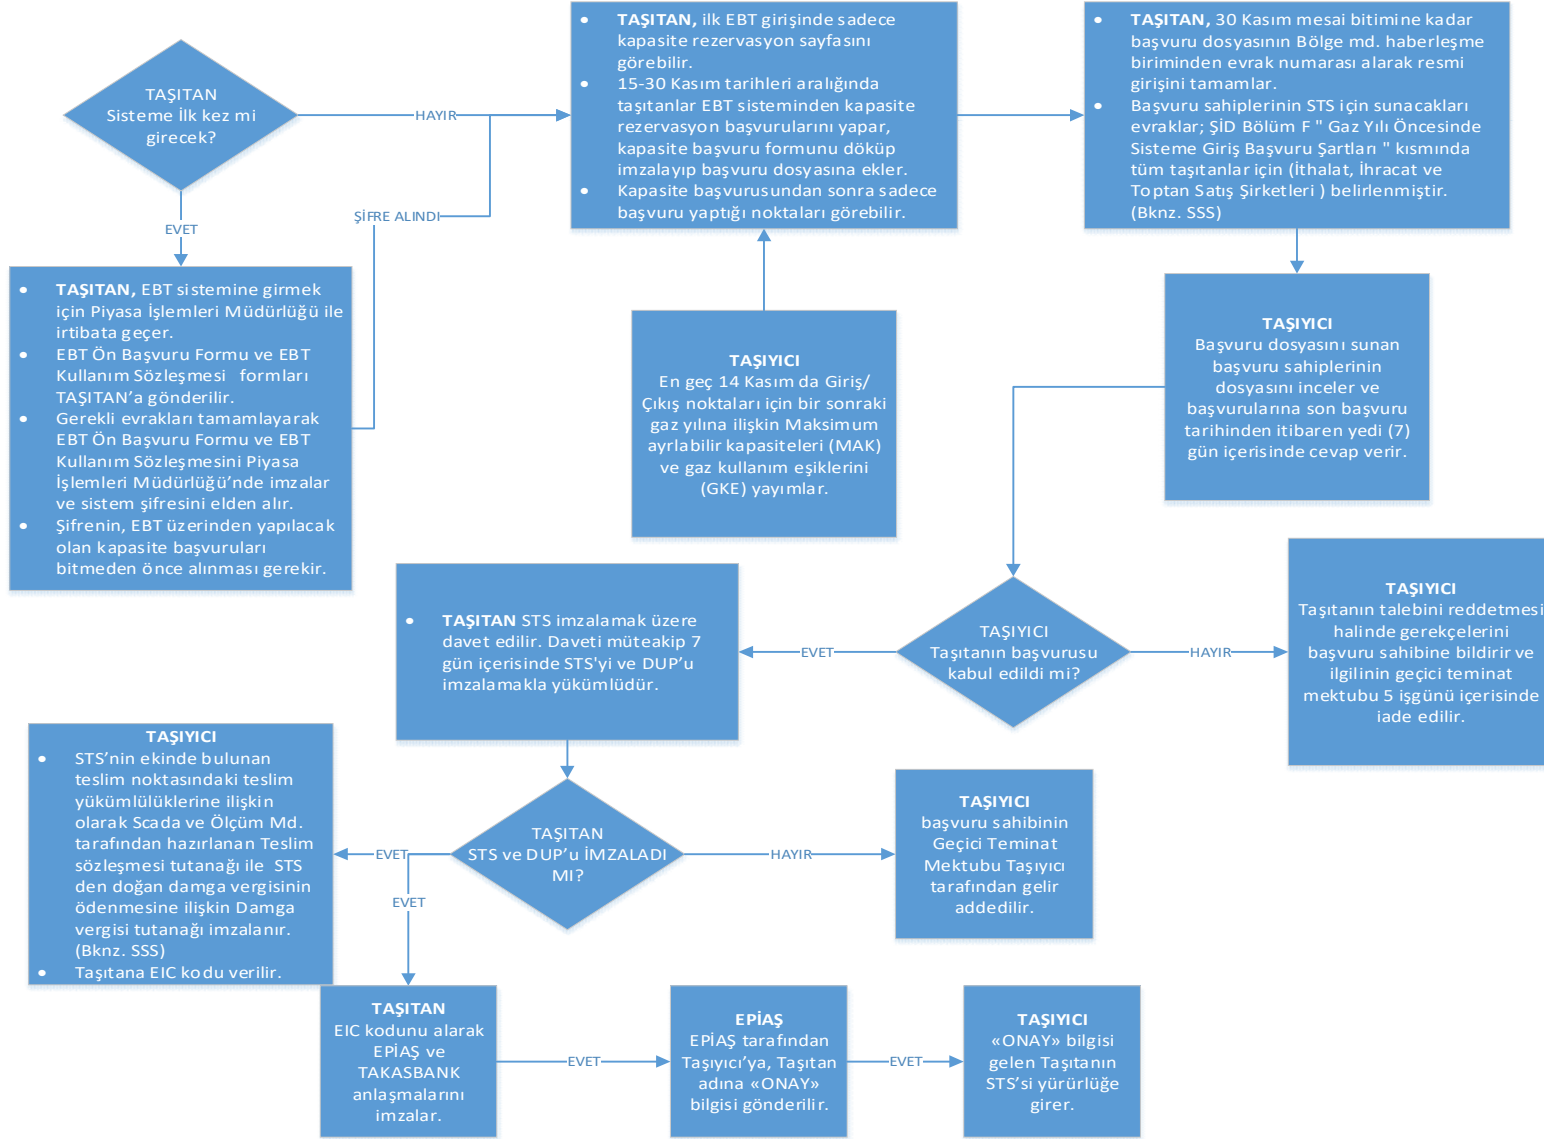 TAŞITAN
Sisteme İlk kez mi
girecek?
HAYIR
EVET
ŞİFRE ALINDI
• TAŞITAN, EBT sistemine girmek
için Piyasa İşlemleri Müdürlüğü ile
irtibata geçer.
• EBT Ön Başvuru Formu ve EBT
Kullanım Sözleşmesi formları
TAŞITAN’a gönderilir.
• Gerekli evrakları tamamlayarak
EBT Ön Başvuru Formu ve EBT
Kullanım Sözleşmesini Piyasa
İşlemleri Müdürlüğü’nde imzalar
ve sistem şifresini elden alır.
• Şifrenin, EBT üzerinden yapılacak
olan kapasite başvuruları
bitmeden önce alınması gerekir.
• TAŞITAN, ilk EBT girişinde sadece
kapasite rezervasyon sayfasını
görebilir.
• 15-30 Kasım tarihleri aralığında
taşıtanlar EBT sisteminden kapasite
rezervasyon başvurularını yapar,
kapasite başvuru formunu döküp
imzalayıp başvuru dosyasına ekler.
• Kapasite başvurusundan sonra sadece
başvuru yaptığı noktaları görebilir.
TAŞIYICI
En geç 14 Kasım da Giriş/
Çıkış noktaları için bir sonraki
gaz yılına ilişkin Maksimum
ayrlabilir kapasiteleri (MAK)
ve gaz kullanım eşiklerini
(GKE) yayımlar.
• TAŞITAN, 30 Kasım mesai bitimine kadar
başvuru dosyasının Bölge md. haberleşme
biriminden evrak numarası alarak resmi
girişini tamamlar.
• Başvuru sahiplerinin STS için sunacakları
evraklar; ŞİD Bölüm F " Gaz Yılı Öncesinde
Sisteme Giriş Başvuru Şartları " kısmında
tüm taşıtanlar için (İthalat, İhracat ve
Toptan Satış Şirketleri ) belirlenmiştir.
(Bknz. SSS)
TAŞIYICI
Başvuru dosyasını sunan
başvuru sahiplerinin
dosyasını inceler ve
başvurularına son başvuru
tarihinden itibaren yedi (7)
gün içerisinde cevap verir.
TAŞIYICI
Taşıtanın başvurusu
kabul edildi mi?
HAYIR
EVET
TAŞIYICI
Taşıtanın talebini reddetmesi
halinde gerekçelerini
başvuru sahibine bildirir ve
ilgilinin geçici teminat
mektubu 5 işgünü içerisinde
iade edilir.
• TAŞITAN STS imzalamak üzere
davet edilir. Daveti müteakip 7
gün içerisinde STS'yi ve DUP’u
imzalamakla yükümlüdür.
TAŞITAN
STS ve DUP’u İMZALADI
MI?
HAYIR
EVET
EVET
TAŞIYICI
başvuru sahibinin
Geçici Teminat
Mektubu Taşıyıcı
tarafından gelir
addedilir.
TAŞIYICI
• STS’nin ekinde bulunan
teslim noktasındaki teslim
yükümlülüklerine ilişkin
olarak Scada ve Ölçüm Md.
tarafından hazırlanan Teslim
sözleşmesi tutanağı ile STS
den doğan damga vergisinin
ödenmesine ilişkin Damga
vergisi tutanağı imzalanır.
(Bknz. SSS)
• Taşıtana EIC kodu verilir.
TAŞITAN
EIC kodunu alarak
EPİAŞ ve
TAKASBANK
anlaşmalarını
imzalar.
EVET
EPİAŞ
EPİAŞ tarafından
Taşıyıcı’ya, Taşıtan
adına «ONAY»
bilgisi gönderilir.
EVET
TAŞIYICI
«ONAY» bilgisi
gelen Taşıtanın
STS’si yürürlüğe
girer.